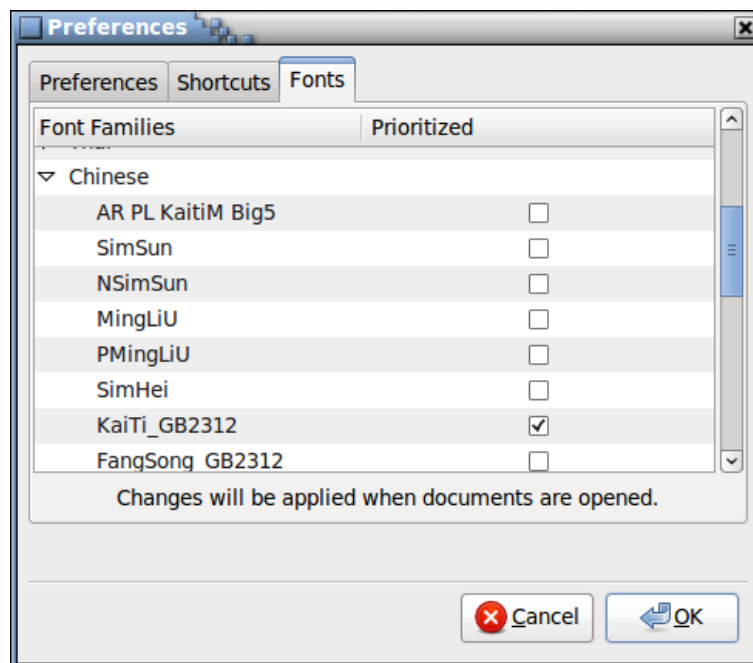 Preferences
Preferences Shortcuts Fonts
Font Families Prioritized
Chinese
AR PL KaitiM Big5
SimSun
NSimSun
MingLiU
PMingLiU
SimHei
KaiTi_GB2312
FangSong_GB2312
Changes will be applied when documents are opened.
Cancel OK